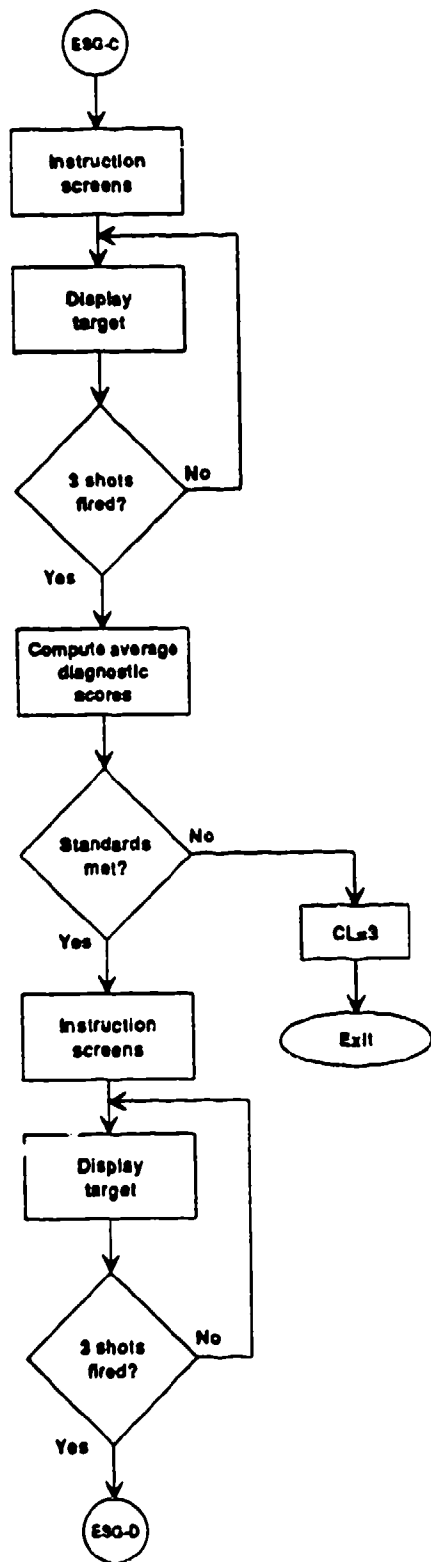 ESG-C
Instruction
screens
Display
target
3 shots
fired?
No
Yes
Compute average
diagnostic
scores
Standards
met?
No
Yes
CL=3
Exit
Instruction
screens
Display
target
3 shots
fired?
No
Yes
ESG-D